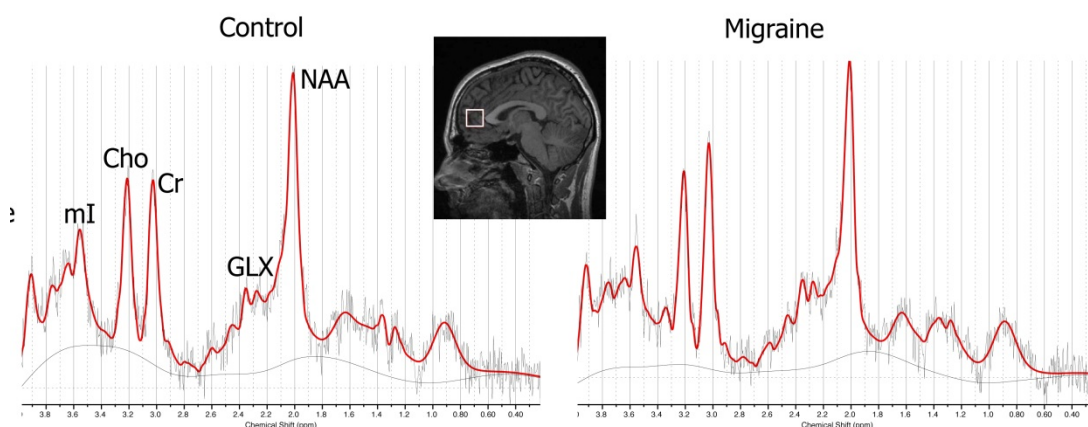 Control
Migraine
NAA
Cho
Cr
mI
GLX
3.8 3.6 3.4 3.2 3.0 2.8 2.6 2.4 2.2 2.0 1.8 1.6 1.4 1.2 1.0 0.80 0.60 0.40
Chemical Shift (ppm)
3.8 3.6 3.4 3.2 3.0 2.8 2.6 2.4 2.2 2.0 1.8 1.6 1.4 1.2 1.0 0.80 0.60 0.40
Chemical Shift (ppm)